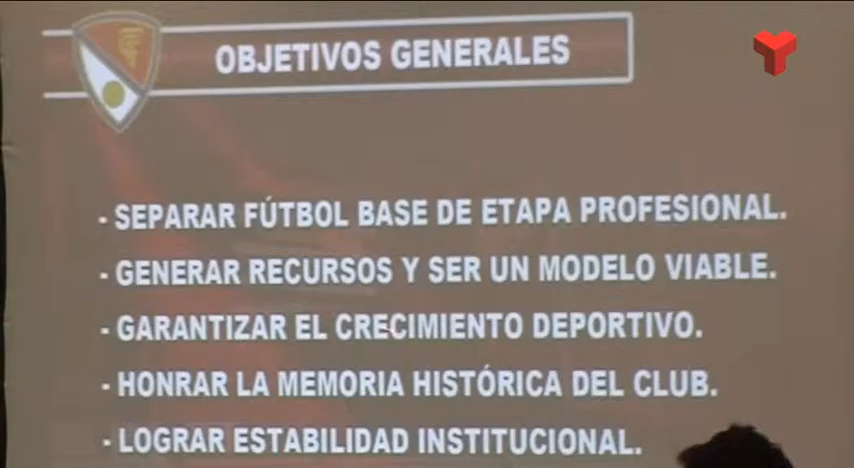 OBJETIVOS GENERALES
- SEPARAR FÚTBOL BASE DE ETAPA PROFESIONAL.
- GENERAR RECURSOS Y SER UN MODELO VIABLE.
- GARANTIZAR EL CRECIMIENTO DEPORTIVO.
- HONRAR LA MEMORIA HISTÓRICA DEL CLUB.
- LOGRAR ESTABILIDAD INSTITUCIONAL.